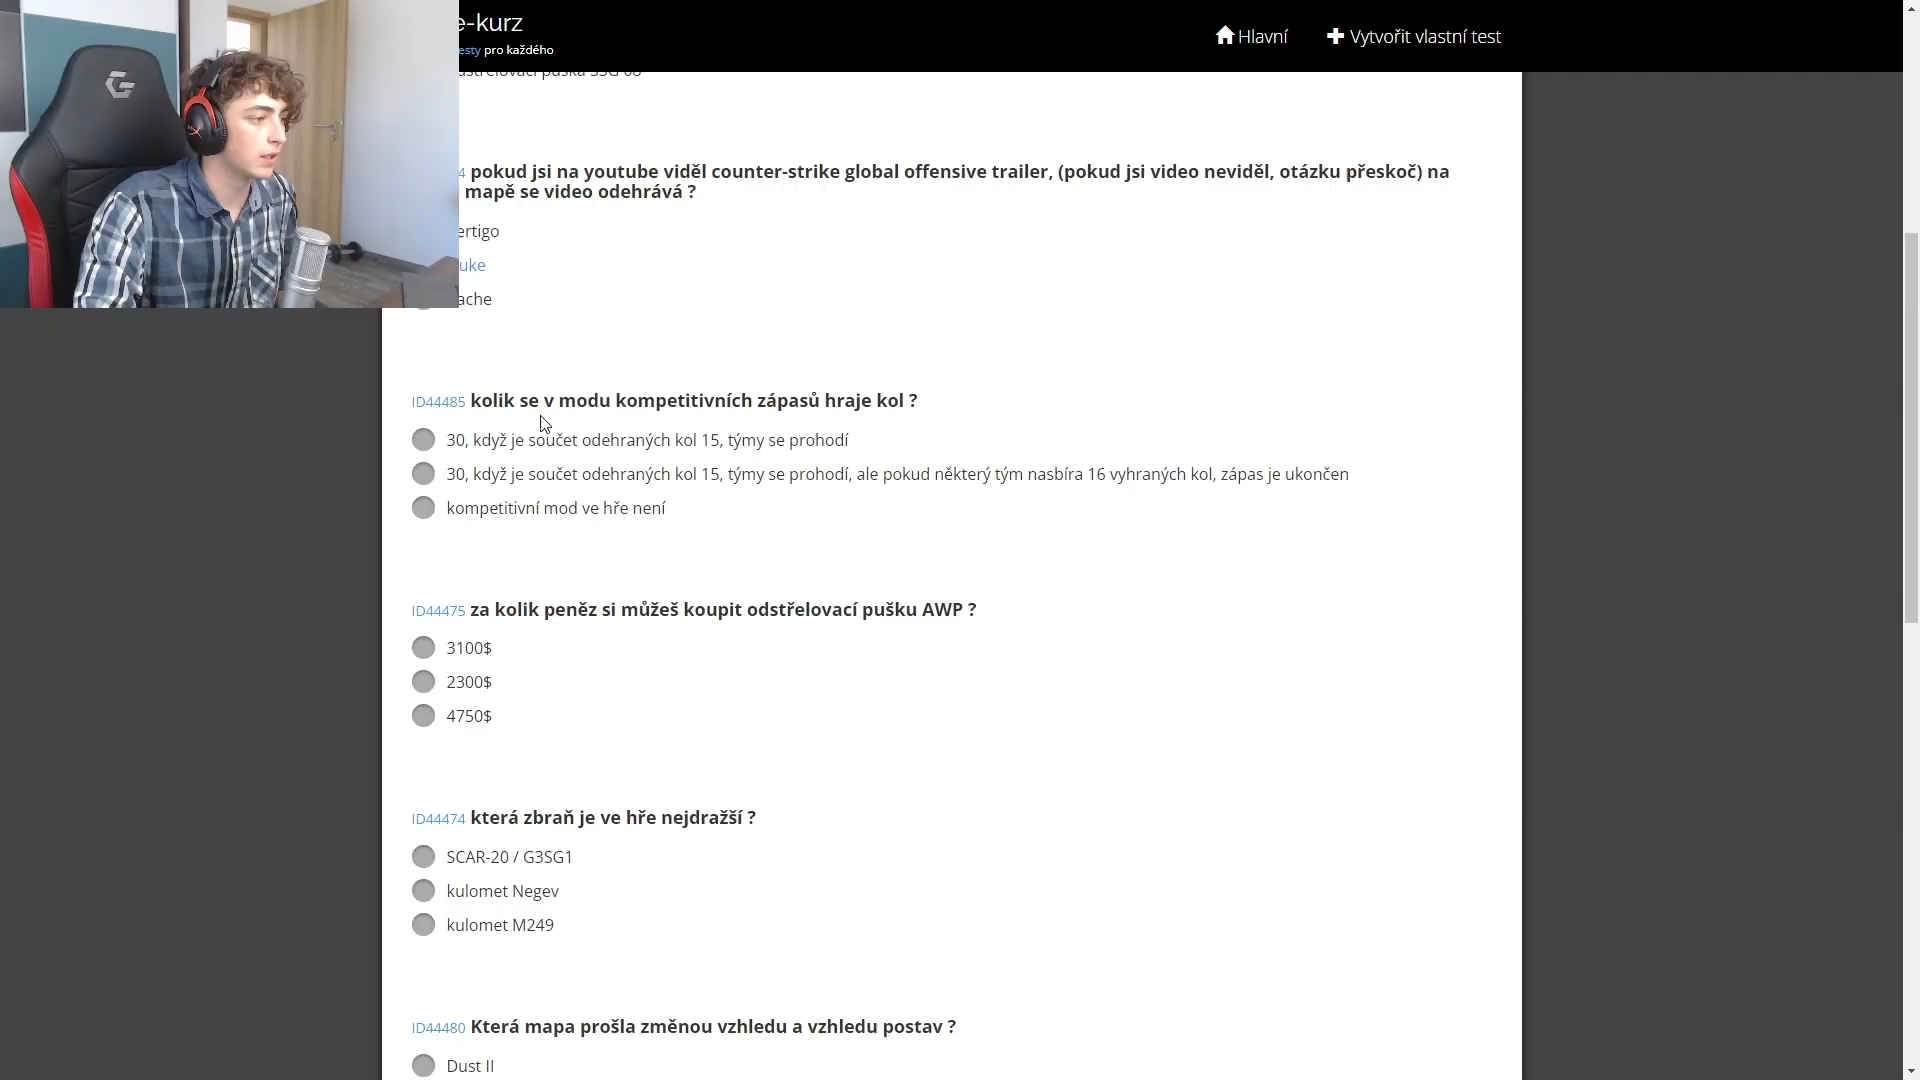 e-kurz
esty pro každého
Hlavní
Vytvořit vlastní test
4 pokud jsi na youtube viděl counter-strike global offensive trailer, (pokud jsi video neviděl, otázku přeskoč) na
mapě se video odehrává ?
ertigo
uke
ache
ID44485 kolik se v modu kompetitivních zápasů hraje kol ?
30, když je součet odehraných kol 15, týmy se prohodí
30, když je součet odehraných kol 15, týmy se prohodí, ale pokud některý tým nasbíra 16 vyhraných kol, zápas je ukončen
kompetitivní mod ve hře není
ID44475 za kolik peněz si můžeš koupit odstřelovací pušku AWP ?
3100$
2300$
4750$
ID44474 která zbraň je ve hře nejdražší ?
SCAR-20 / G3SG1
kulomet Negev
kulomet M249
ID44480 Která mapa prošla změnou vzhledu a vzhledu postav ?
Dust II